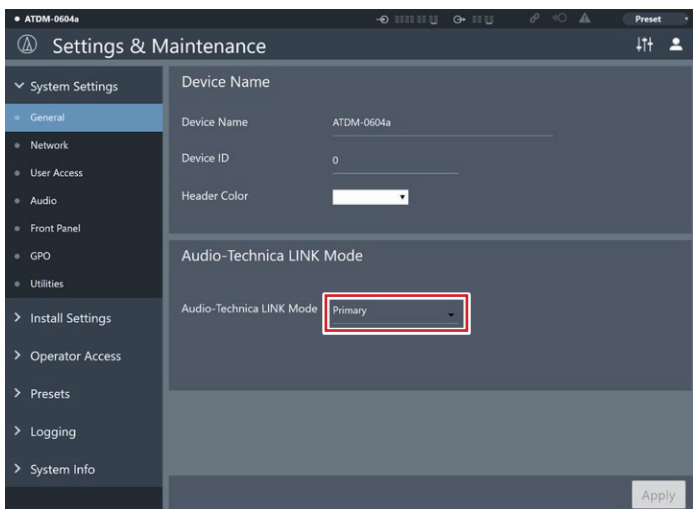 ATDM-0604a
Preset
Settings & Maintenance
System Settings
General
Network
User Access
Audio
Front Panel
GPO
Utilities
Install Settings
Operator Access
Presets
Logging
System Info
Device Name
Device Name ATDM-0604a
Device ID 0
Header Color
Audio-Technica LINK Mode
Audio-Technica LINK Mode Primary
Apply